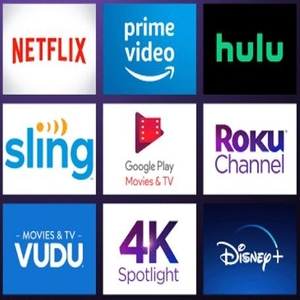 NETFLIX
prime
video
hulu
sling
Google Play
Movies & TV
ROKU
Channel
– MOVIES & TV –
VUDU
4K
Spotlight
Disney+